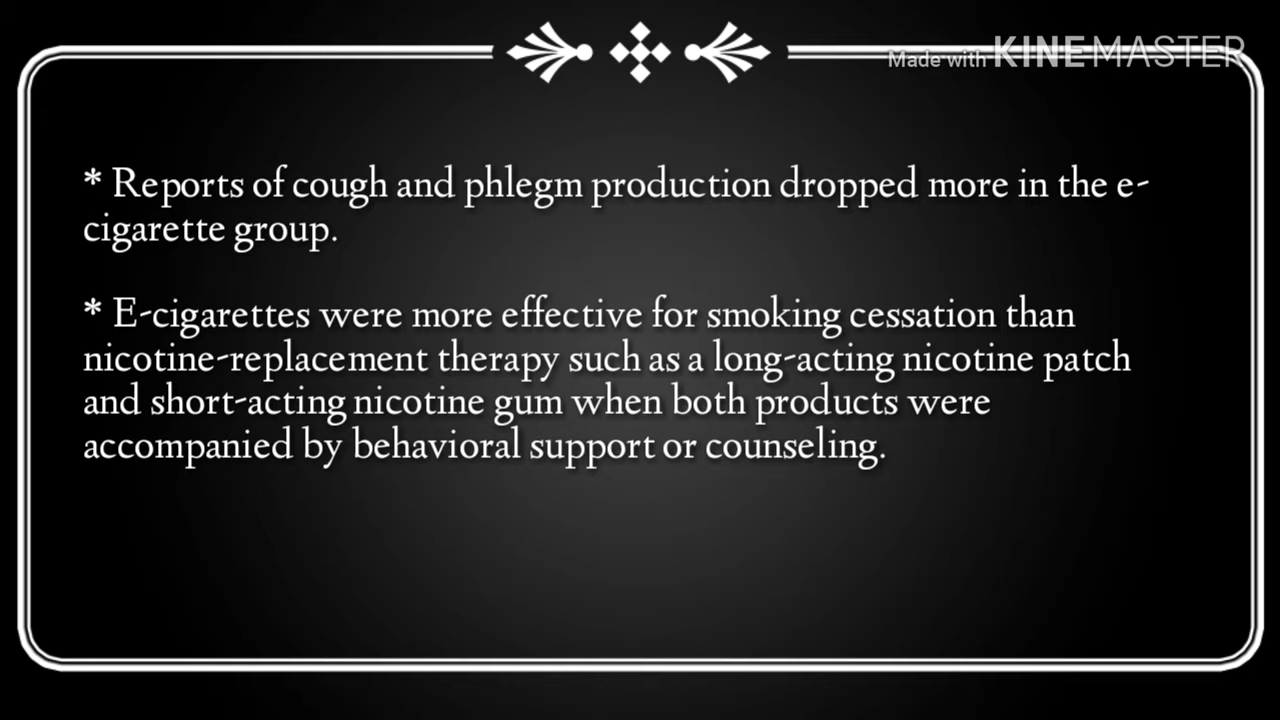 Made with KINEMASTER
* Reports of cough and phlegm production dropped more in the e-
cigarette group.
* E-cigarettes were more effective for smoking cessation than
nicotine-replacement therapy such as a long-acting nicotine patch
and short-acting nicotine gum when both products were
accompanied by behavioral support or counseling.